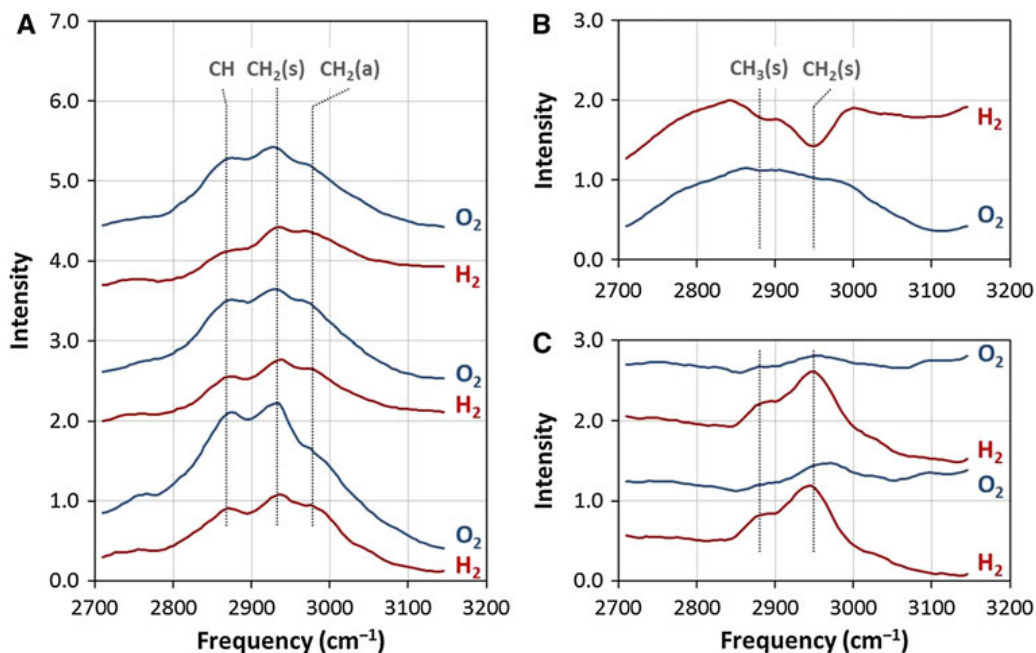 A
7.0
6.0
5.0
4.0
3.0
2.0
1.0
0.0
Intensity
CH
CH₂(s)
CH₂(a)
O₂
H₂
O₂
H₂
O₂
H₂
2700
2800
2900
3000
3100
3200
Frequency (cm⁻¹)
B
3.0
2.0
1.0
0.0
Intensity
CH₃(s)
CH₂(s)
H₂
O₂
2700
2800
2900
3000
3100
3200
C
3.0
2.0
1.0
0.0
Intensity
O₂
H₂
O₂
H₂
2700
2800
2900
3000
3100
3200
Frequency (cm⁻¹)